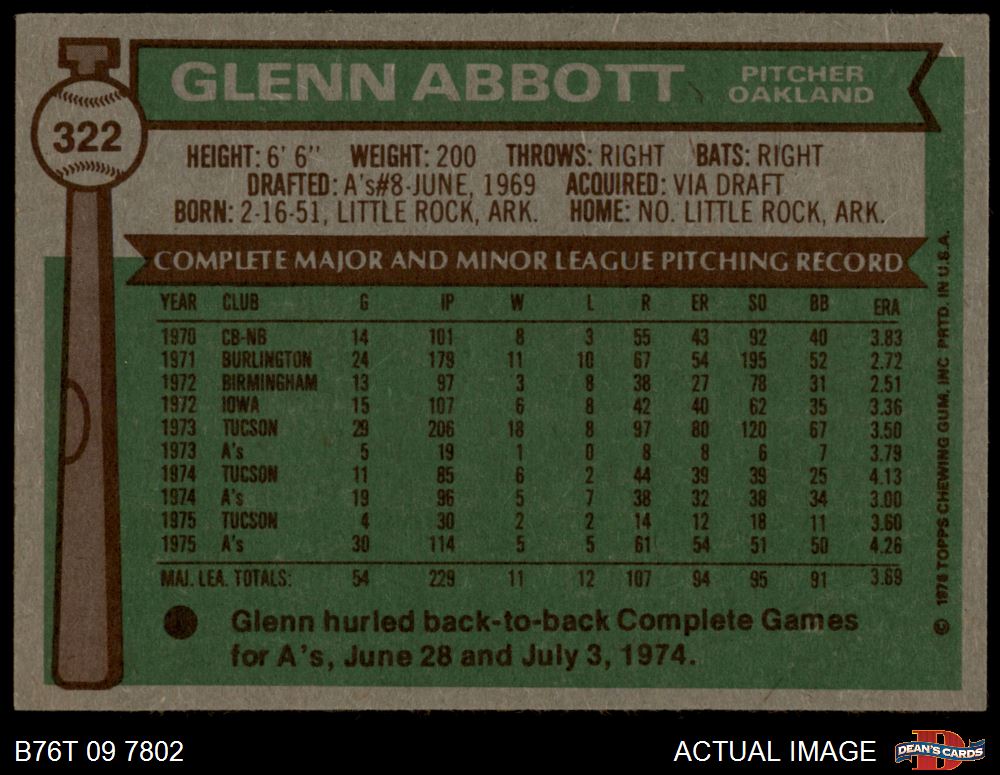 GLENN ABBOTT PITCHER OAKLAND
322
HEIGHT: 6' 6" WEIGHT: 200 THROWS: RIGHT BATS: RIGHT
DRAFTED: A's#8-JUNE, 1969 ACQUIRED: VIA DRAFT
BORN: 2-16-51, LITTLE ROCK, ARK. HOME: NO. LITTLE ROCK, ARK.
COMPLETE MAJOR AND MINOR LEAGUE PITCHING RECORD
YEAR CLUB G IP W L R ER SO BB ERA
1970 CB-NB 14 101 8 3 55 43 92 40 3.83
1971 BURLINGTON 24 179 11 10 67 54 195 52 2.72
1972 BIRMINGHAM 13 97 3 8 38 27 78 31 2.51
1972 IOWA 15 107 6 8 42 40 62 35 3.36
1973 TUCSON 29 206 18 8 97 80 120 67 3.50
1973 A's 5 19 1 0 8 8 6 7 3.79
1974 TUCSON 11 85 6 2 44 39 39 25 4.13
1974 A's 19 96 5 7 38 32 38 34 3.00
1975 TUCSON 4 30 2 2 14 12 18 11 3.60
1975 A's 30 114 5 5 61 54 51 50 4.26
MAJ. LEA. TOTALS: 54 229 11 12 107 94 95 91 3.69
Glenn hurled back-to-back Complete Games
for A's, June 28 and July 3, 1974.
© 1976 TOPPS CHEWING GUM, INC PRTD. IN U.S.A.
B76T 09 7802 ACTUAL IMAGE DEAN'S CARDS